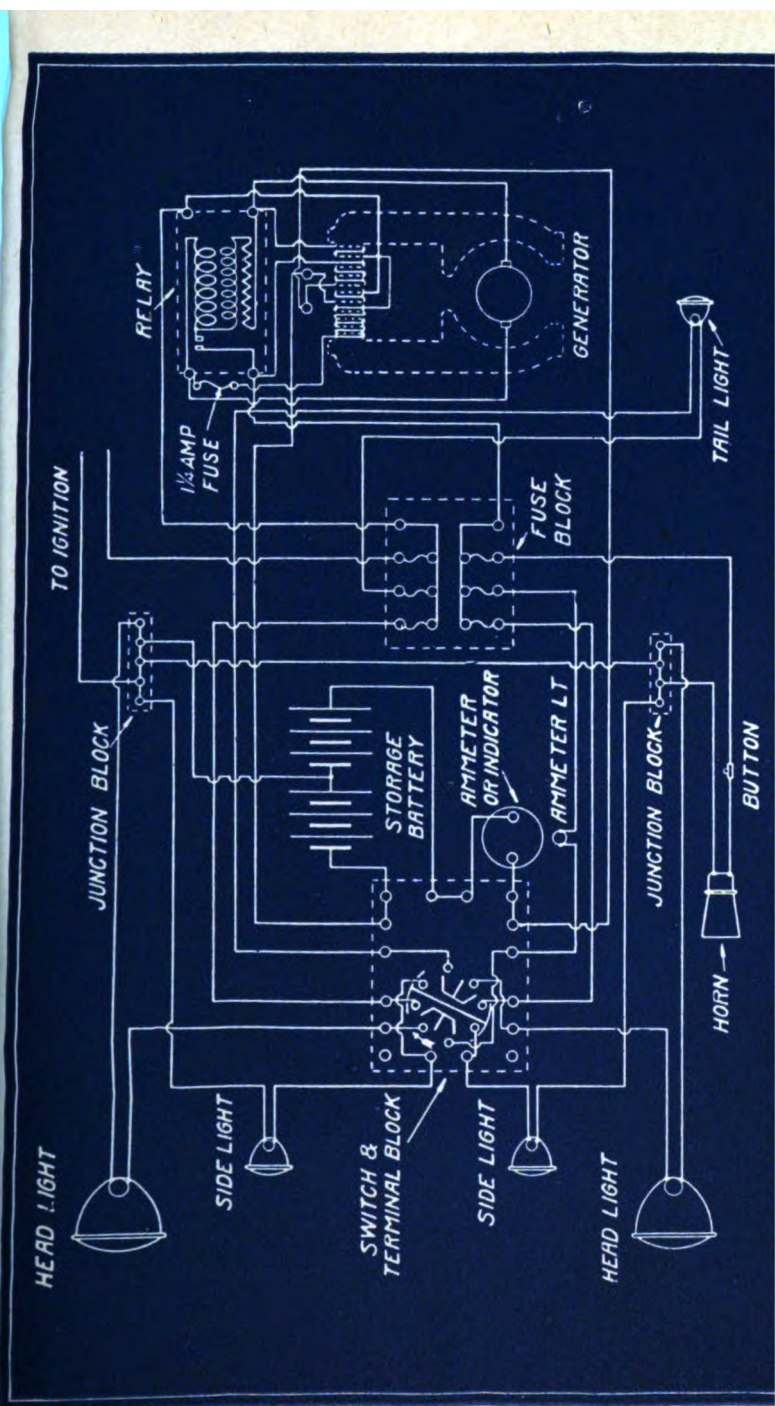 RELAY
1½ AMP
FUSE
GENERATOR
TAIL LIGHT
TO IGNITION
FUSE
BLOCK
JUNCTION BLOCK
STORAGE
BATTERY
AMMETER
OR INDICATOR
AMMETER LT
JUNCTION BLOCK
BUTTON
HORN
HEAD LIGHT
SIDE LIGHT
SWITCH &
TERMINAL BLOCK
SIDE LIGHT
HEAD LIGHT